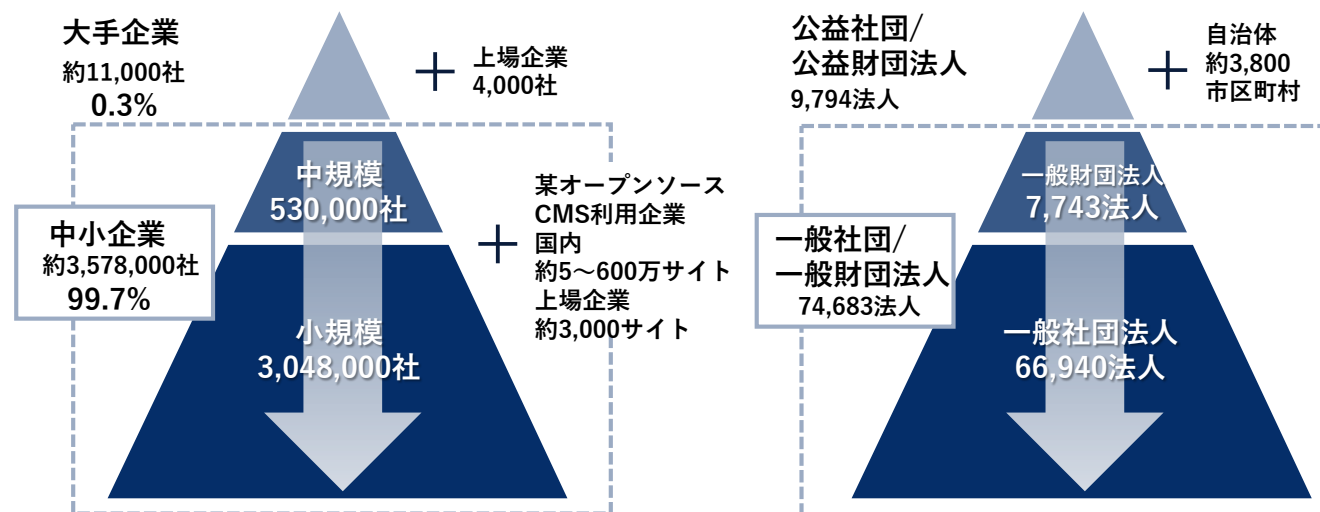 大手企業
約11,000社
0.3%
上場企業
4,000社
中規模
530,000社
中小企業
約3,578,000社
99.7%
某オープンソース
CMS利用企業
国内
約5～600万サイト
上場企業
約3,000サイト
小規模
3,048,000社
公益社団/
公益財団法人
9,794法人
自治体
約3,800
市区町村
一般財団法人
7,743法人
一般社団/
一般財団法人
74,683法人
一般社団法人
66,940法人